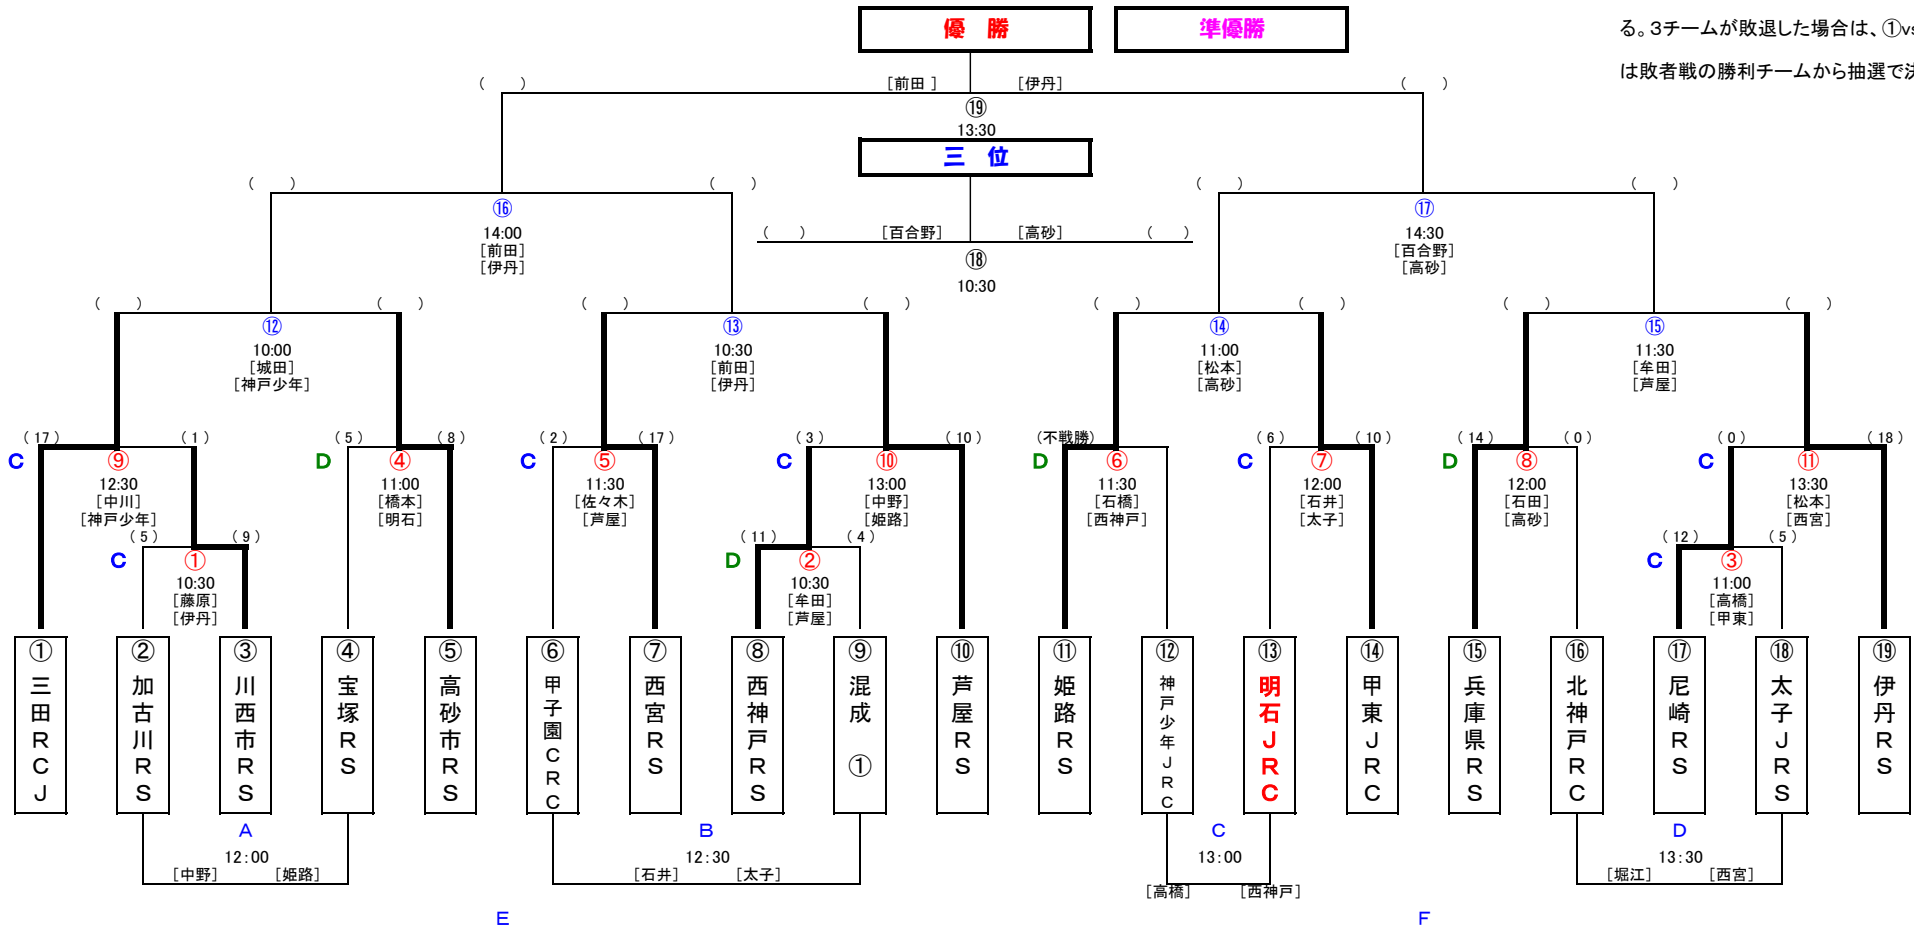 優　勝
準優勝
る。3チームが敗退した場合は、①vs
は敗者戦の勝利チームから抽選で決
(　　) [前田 ] [伊丹] (　　)
⑲
13:30
三　位
(　　) (　　) (　　) (　　)
⑯ ⑰
14:00 14:30
[前田] [百合野]
[伊丹] [高砂]
(　　) [百合野] [高砂] (　　)
⑱
10:30
(　　) (　　) (　　) (　　) (　　) (　　) (　　) (　　)
⑫ ⑬ ⑭ ⑮
10:00 10:30 11:00 11:30
[城田] [前田] [松本] [牟田]
[神戸少年] [伊丹] [高砂] [芦屋]
(17) (1) (5) (8) (2) (17) (3) (10) (不戦勝) (6) (10) (14) (0) (0) (18)
C ⑨ D ④ C ⑤ C ⑩ D ⑥ C ⑦ D ⑧ C ⑪
12:30 11:00 11:30 13:00 11:30 12:00 12:00 13:30
[中川] [橋本] [佐々木] [中野] [石橋] [石井] [石田] [松本]
[神戸少年] [明石] [芦屋] [姫路] [西神戸] [太子] [高砂] [西宮]
(5) (9) (11) (4) (12) (5)
C ① D ② C ③
10:30 10:30 11:00
[藤原] [牟田] [高橋]
[伊丹] [芦屋] [甲東]
① 三田RCJ
② 加古川RS
③ 川西市RS
④ 宝塚RS
⑤ 高砂市RS
⑥ 甲子園CRC
⑦ 西宮RS
⑧ 西神戸RS
⑨ 混成　①
⑩ 芦屋RS
⑪ 姫路RS
⑫ 神戸少年JRC
⑬ 明石JRC
⑭ 甲東JRC
⑮ 兵庫県RS
⑯ 北神戸RC
⑰ 尼崎RS
⑱ 太子JRS
⑲ 伊丹RS
A B C D
12:00 12:30 13:00 13:30
[中野] [姫路] [石井] [太子] [高橋] [西神戸] [堀江] [西宮]
E F